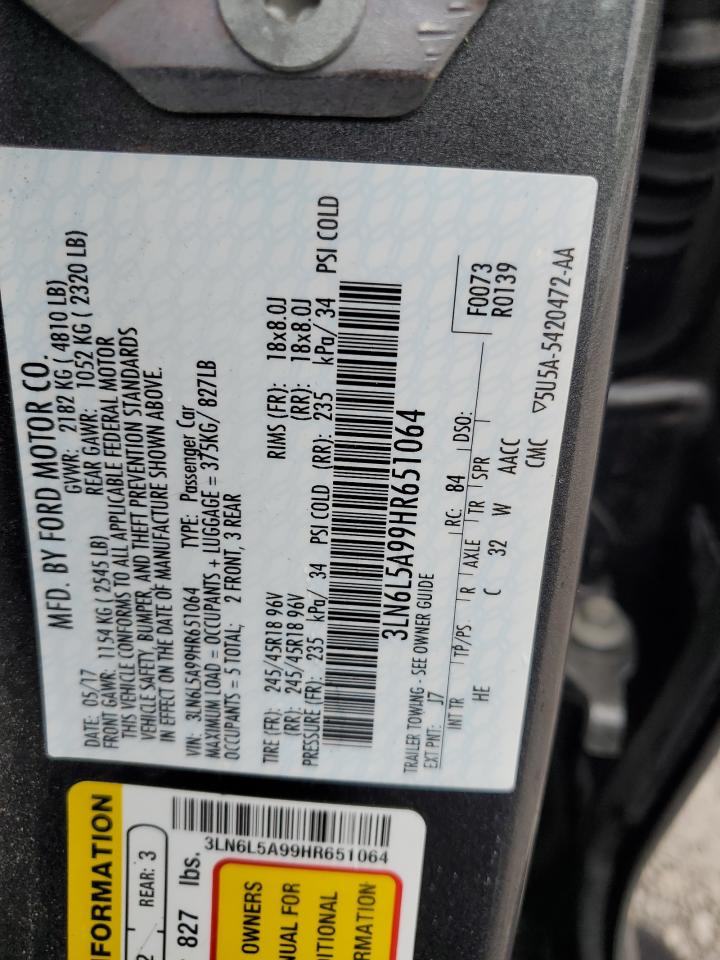 MFD. BY FORD MOTOR CO.
DATE: 05/17 GVWR: 2182 KG ( 4810 LB)
FRONT GAWR: 1154 KG ( 2545 LB) REAR GAWR: 1052 KG ( 2320 LB)
THIS VEHICLE CONFORMS TO ALL APPLICABLE FEDERAL MOTOR
VEHICLE SAFETY, BUMPER, AND THEFT PREVENTION STANDARDS
IN EFFECT ON THE DATE OF MANUFACTURE SHOWN ABOVE.
VIN: 3LN6L5A99HR651064 TYPE: Passenger Car
MAXIMUM LOAD = OCCUPANTS + LUGGAGE = 375KG/ 827LB
OCCUPANTS = 5 TOTAL; 2 FRONT, 3 REAR
TIRE (FR): 245/45R18 96V RIMS (FR): 18x8.0J
(RR): 245/45R18 96V (RR): 18x8.0J
PRESSURE (FR): 235 kPa/ 34 PSI COLD (RR): 235 kPa/ 34 PSI COLD
3LN6L5A99HR651064
TRAILER TOWING - SEE OWNER GUIDE
EXT PNT: J7 RC: 84 DSO: F0073
R0139
INT TR TP/PS R AXLE TR SPR
HE C 32 W AACC
CMC ▽5U5A-5420472-AA
NFORMATION
REAR: 3
827 lbs.
3LN6L5A99HR651064
OWNERS
NUAL FOR
DITIONAL
RMATION